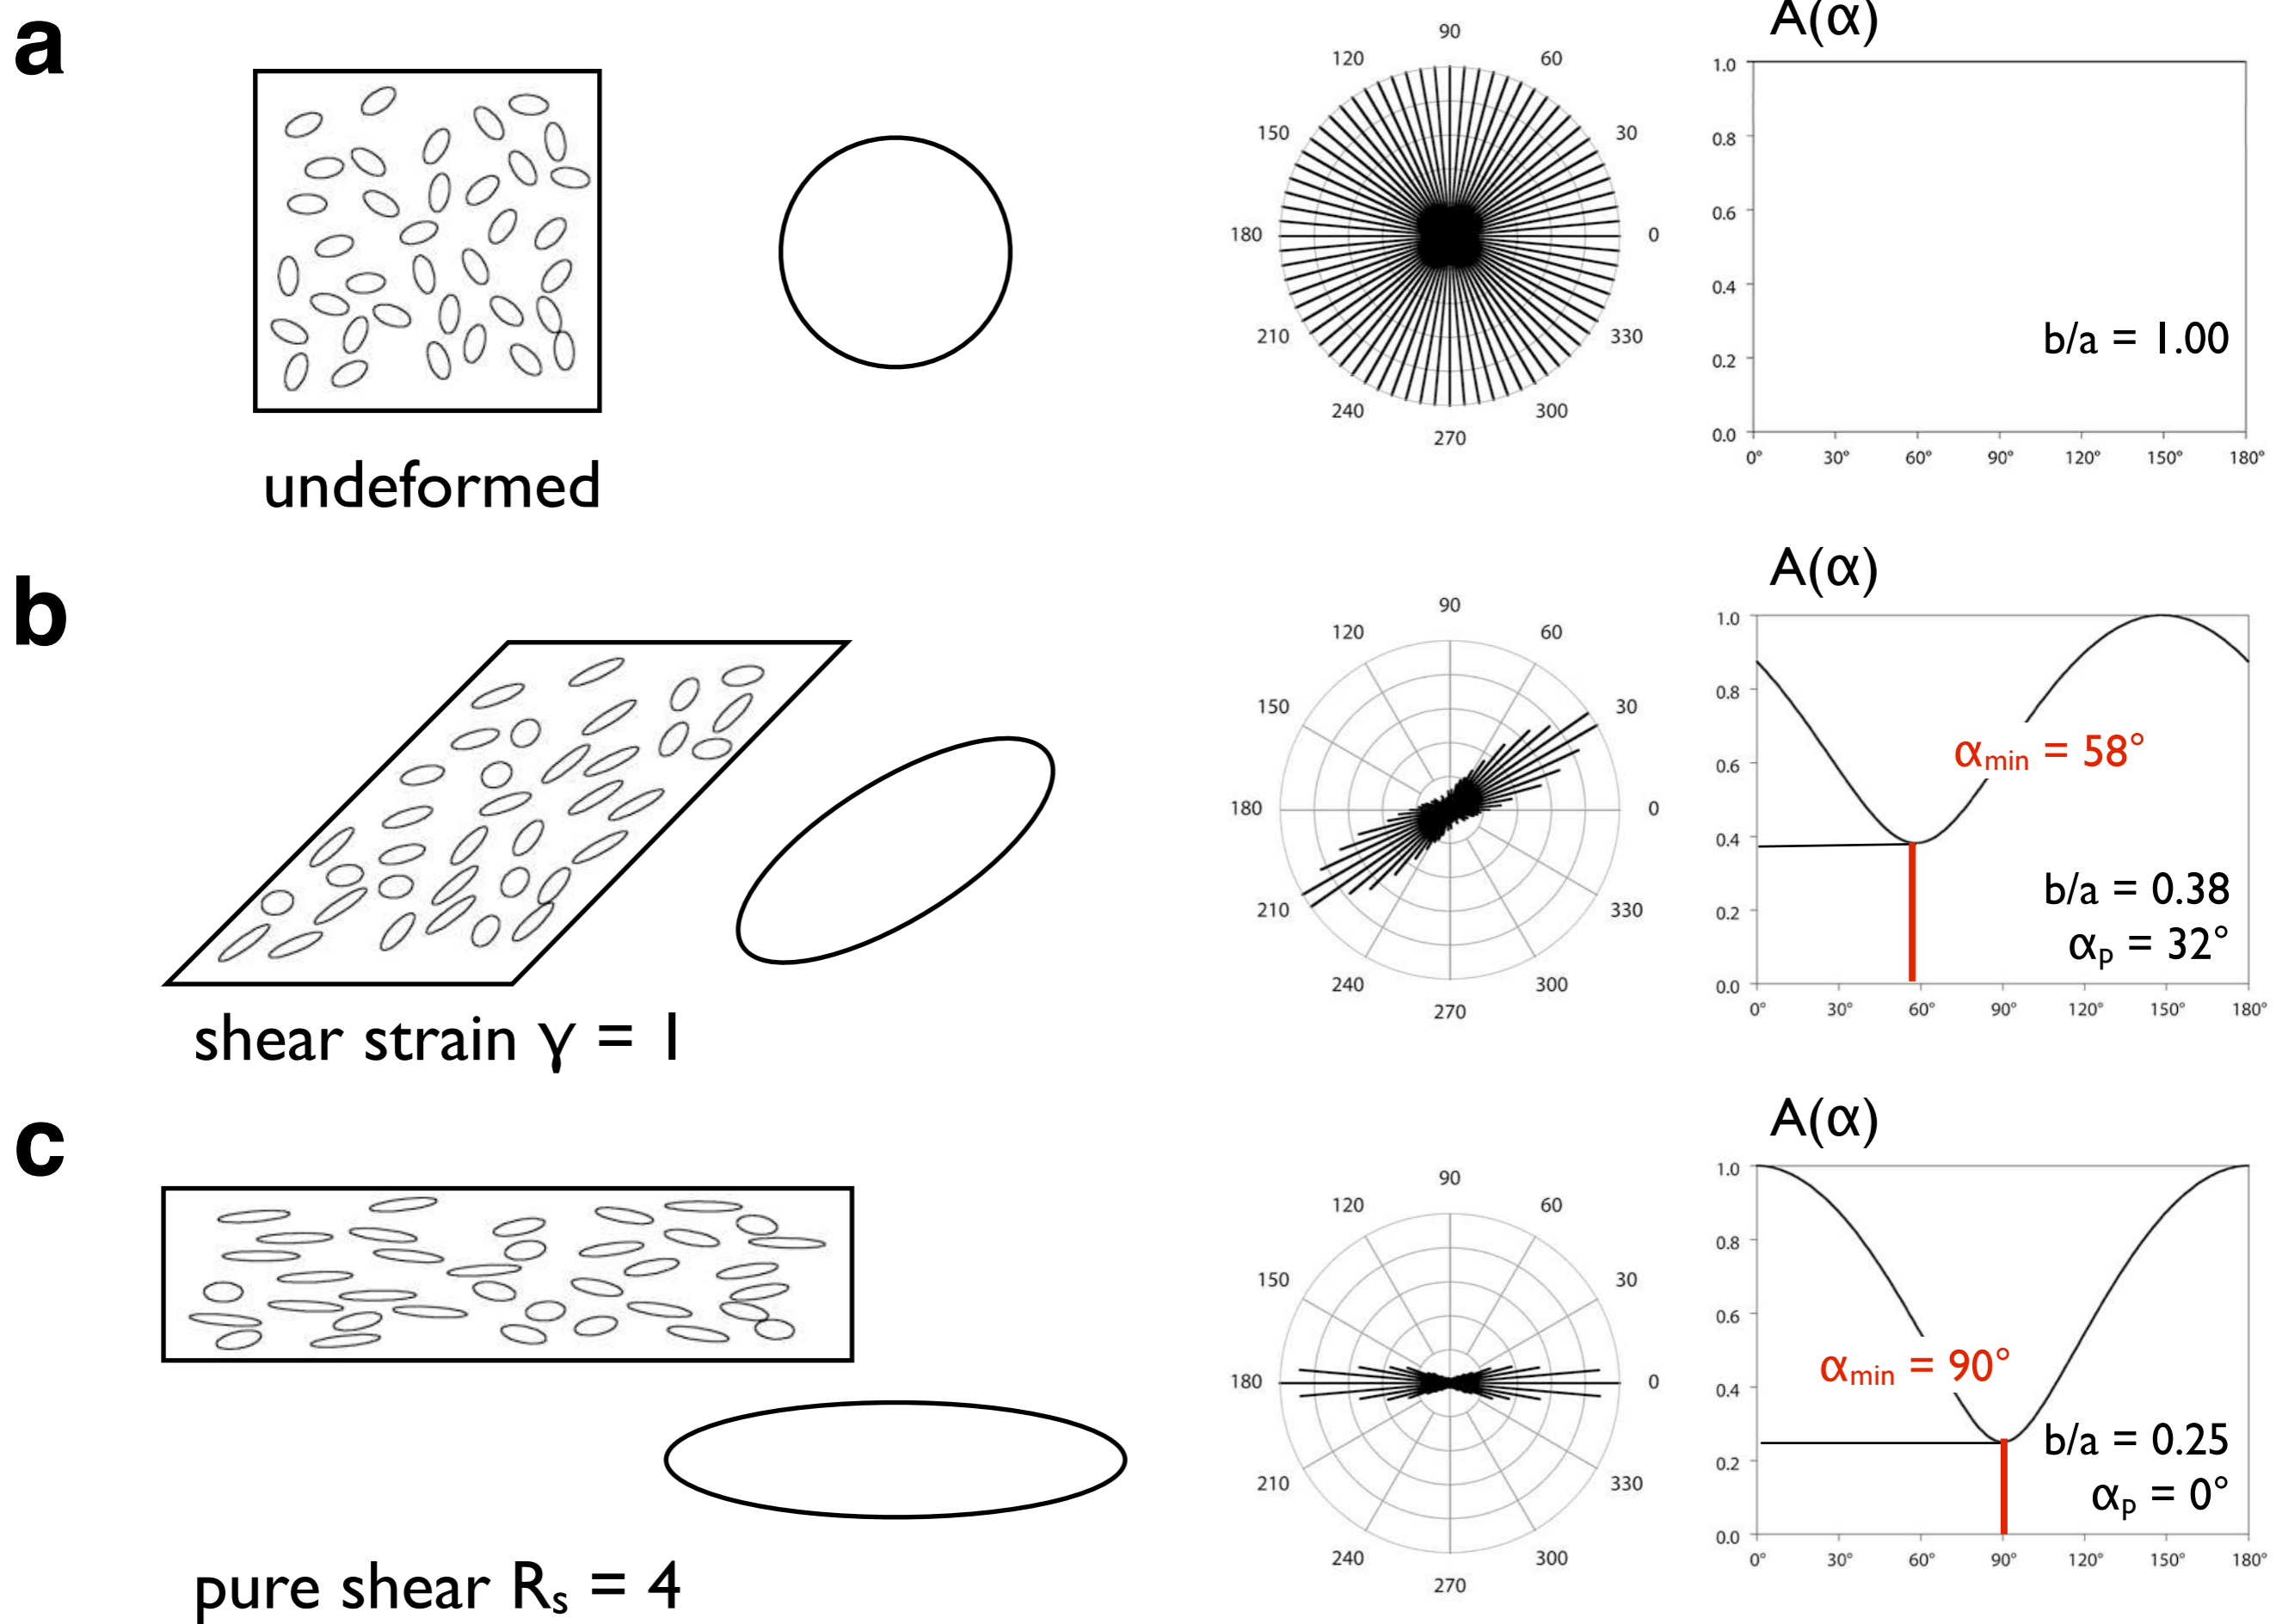 a
undeformed
90
120
60
150
30
180
0
210
330
240
300
270
A(α)
1.0
0.8
0.6
0.4
0.2
0.0
0° 30° 60° 90° 120° 150° 180°
b/a = 1.00
b
shear strain γ = 1
90
120
60
150
30
180
0
210
330
240
300
270
A(α)
1.0
0.8
0.6
0.4
0.2
0.0
0° 30° 60° 90° 120° 150° 180°
αmin = 58°
b/a = 0.38
αp = 32°
c
pure shear Rs = 4
90
120
60
150
30
180
0
210
330
240
300
270
A(α)
1.0
0.8
0.6
0.4
0.2
0.0
0° 30° 60° 90° 120° 150° 180°
αmin = 90°
b/a = 0.25
αp = 0°